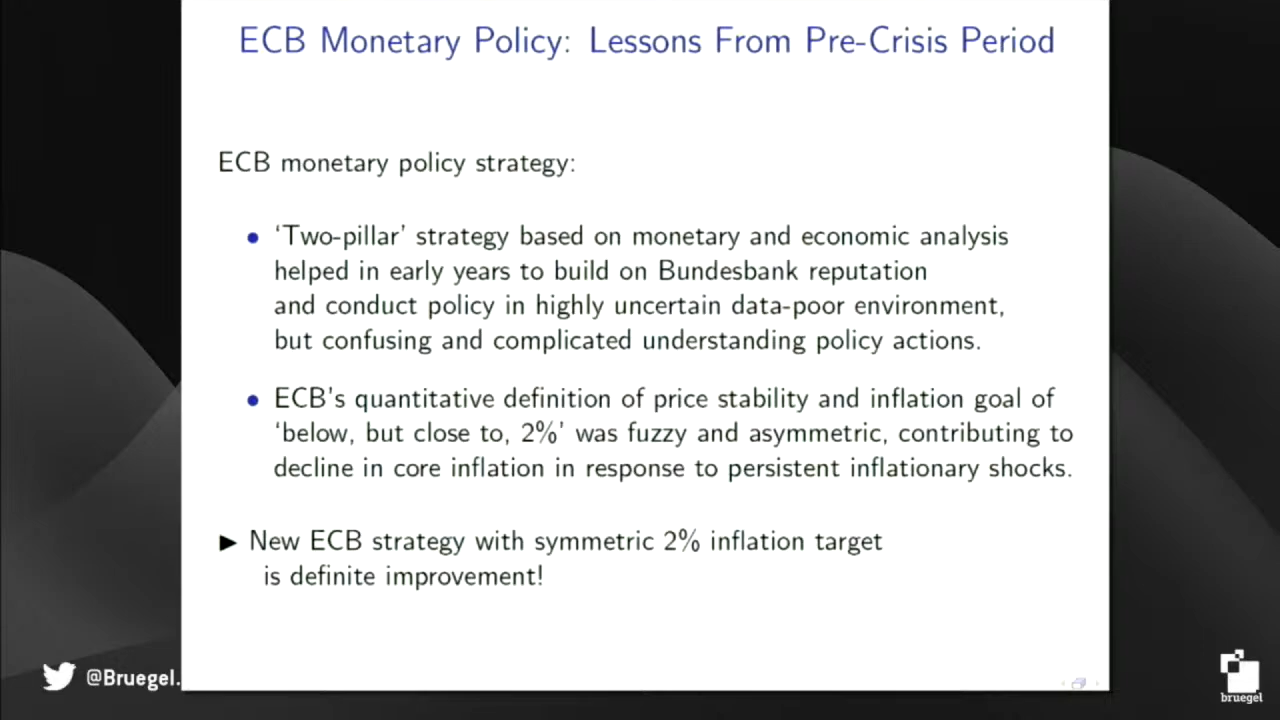 ECB Monetary Policy: Lessons From Pre-Crisis Period
ECB monetary policy strategy:
• ‘Two-pillar’ strategy based on monetary and economic analysis
helped in early years to build on Bundesbank reputation
and conduct policy in highly uncertain data-poor environment,
but confusing and complicated understanding policy actions.
• ECB’s quantitative definition of price stability and inflation goal of
‘below, but close to, 2%’ was fuzzy and asymmetric, contributing to
decline in core inflation in response to persistent inflationary shocks.
▶ New ECB strategy with symmetric 2% inflation target
is definite improvement!
@Bruegel.
bruegel